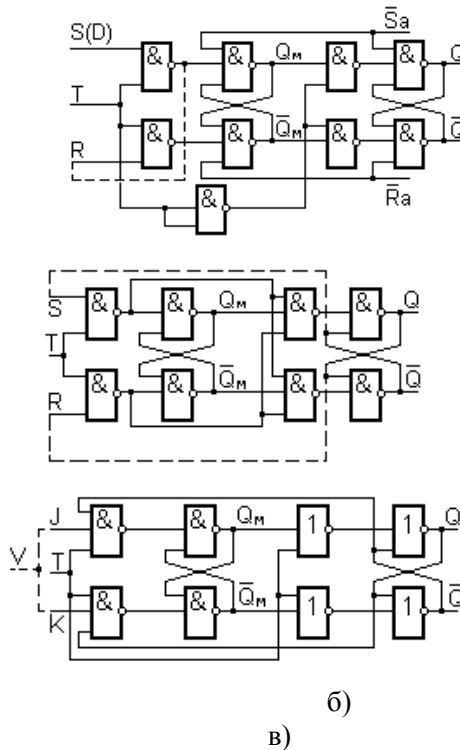 S̅a
S(D) & & Qм & & Q
T
& & Q̅м & & Q̅
R
&
R̅a
& & Qм & & Q
S
T
& & Q̅м & & Q̅
R
J & & Qм 1 1 Q
V T
& & Q̅м 1 1 Q̅
K
б)
в)